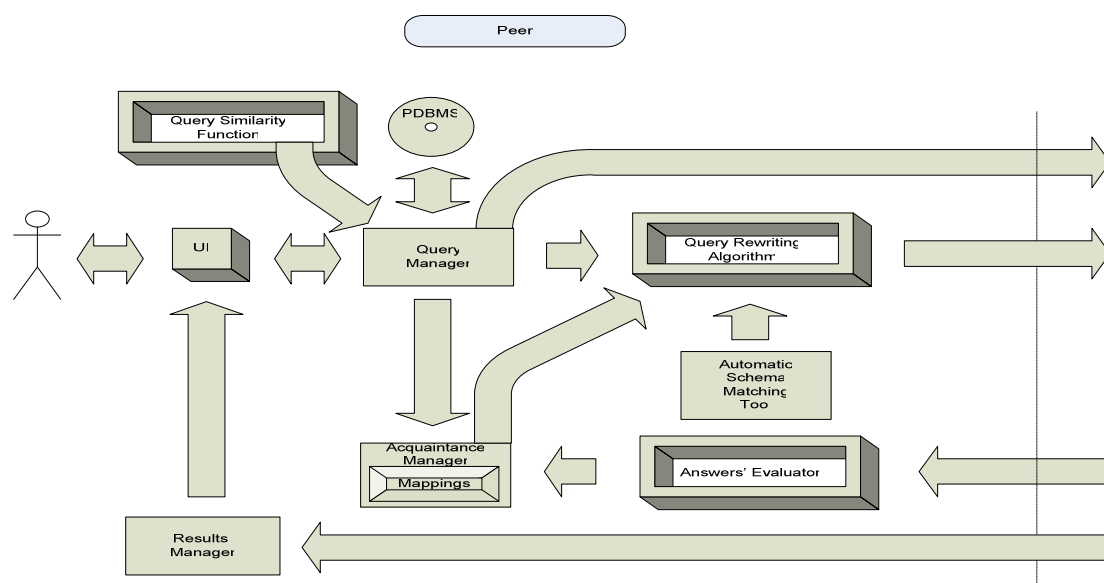 Peer
Query Similarity
Function
PDBMS
UI
Query
Manager
Query Rewriting
Algorithm
Automatic
Schema
Matching
Tool
Acquaintance
Manager
Mappings
Answers' Evaluator
Results
Manager